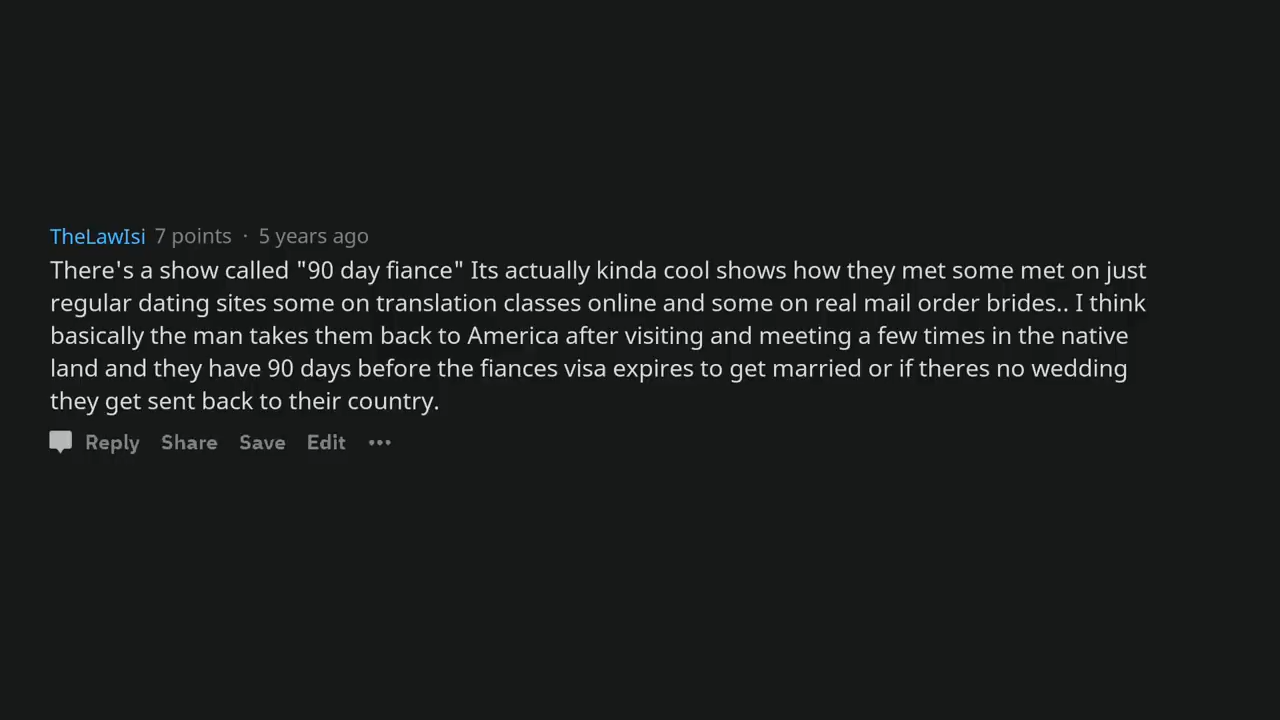 TheLawIsi 7 points · 5 years ago
There's a show called "90 day fiance" Its actually kinda cool shows how they met some met on just
regular dating sites some on translation classes online and some on real mail order brides.. I think
basically the man takes them back to America after visiting and meeting a few times in the native
land and they have 90 days before the fiances visa expires to get married or if theres no wedding
they get sent back to their country.
Reply Share Save Edit •••